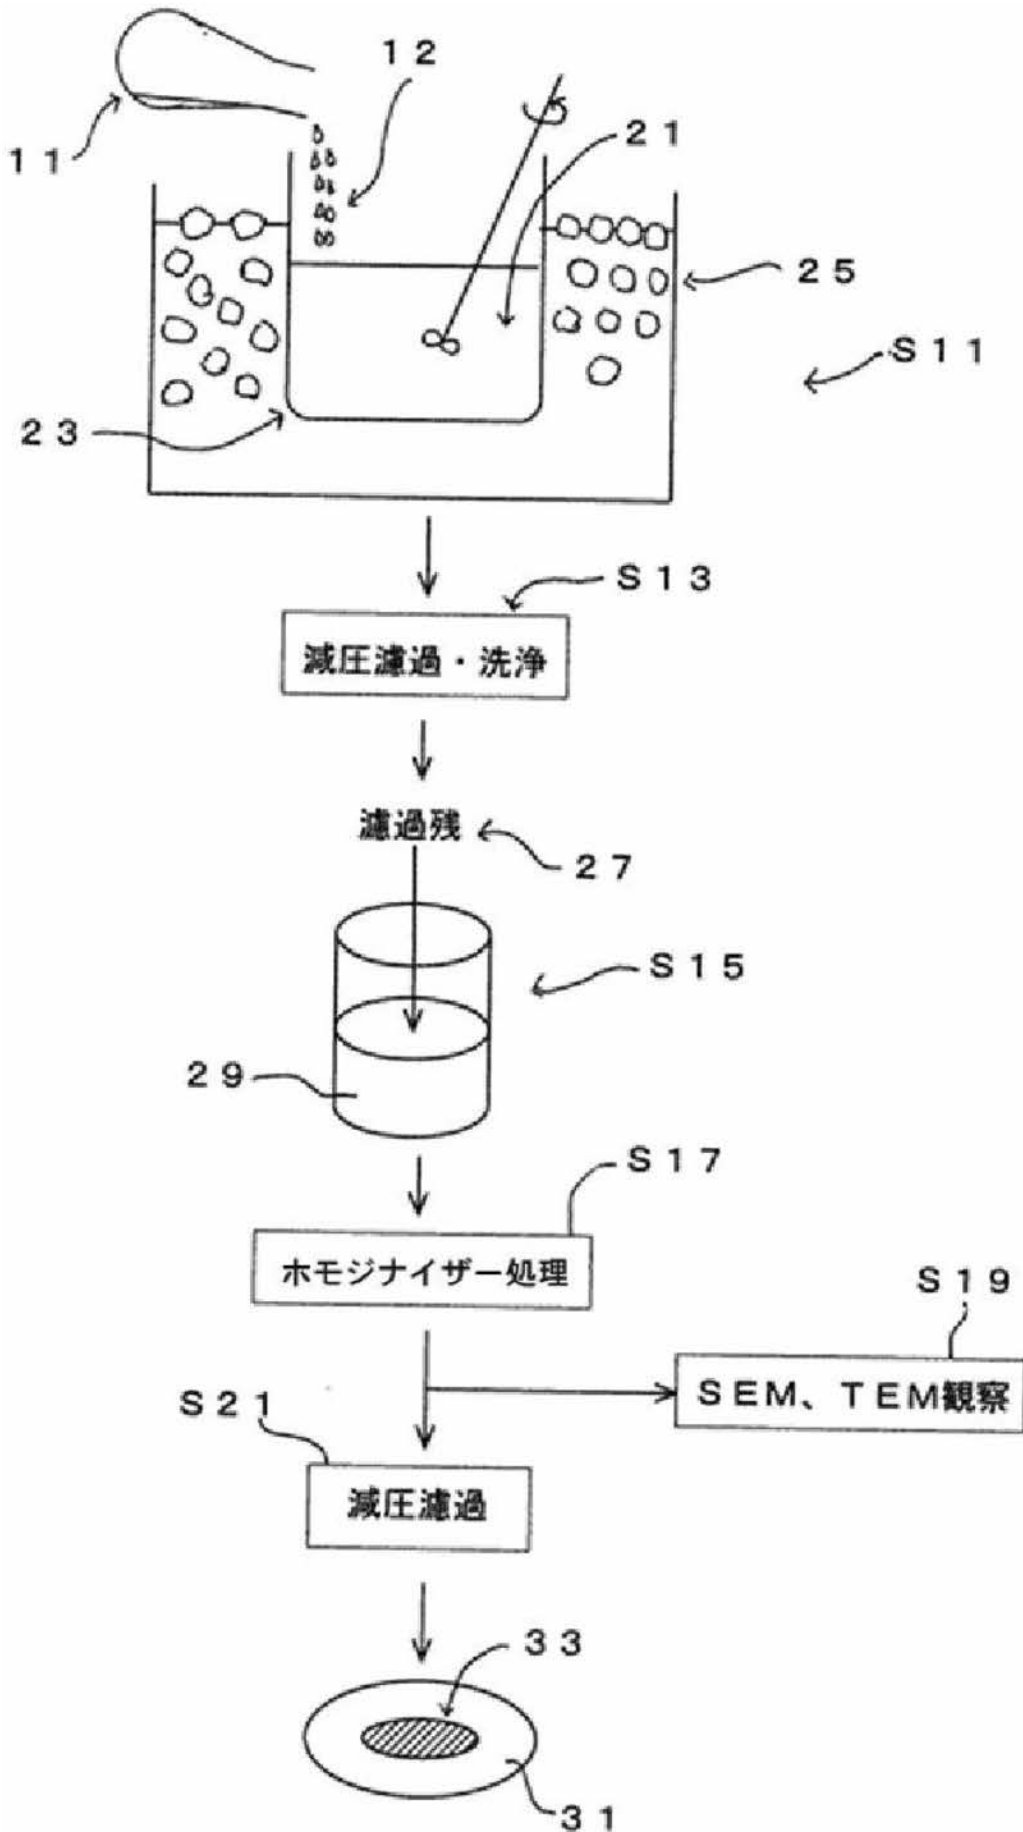 １２
２１
１１
２５
Ｓ１１
２３
Ｓ１３
減圧濾過・洗浄
濾過残
２７
Ｓ１５
２９
Ｓ１７
ホモジナイザー処理
Ｓ１９
ＳＥＭ、ＴＥＭ観察
Ｓ２１
減圧濾過
３３
３１